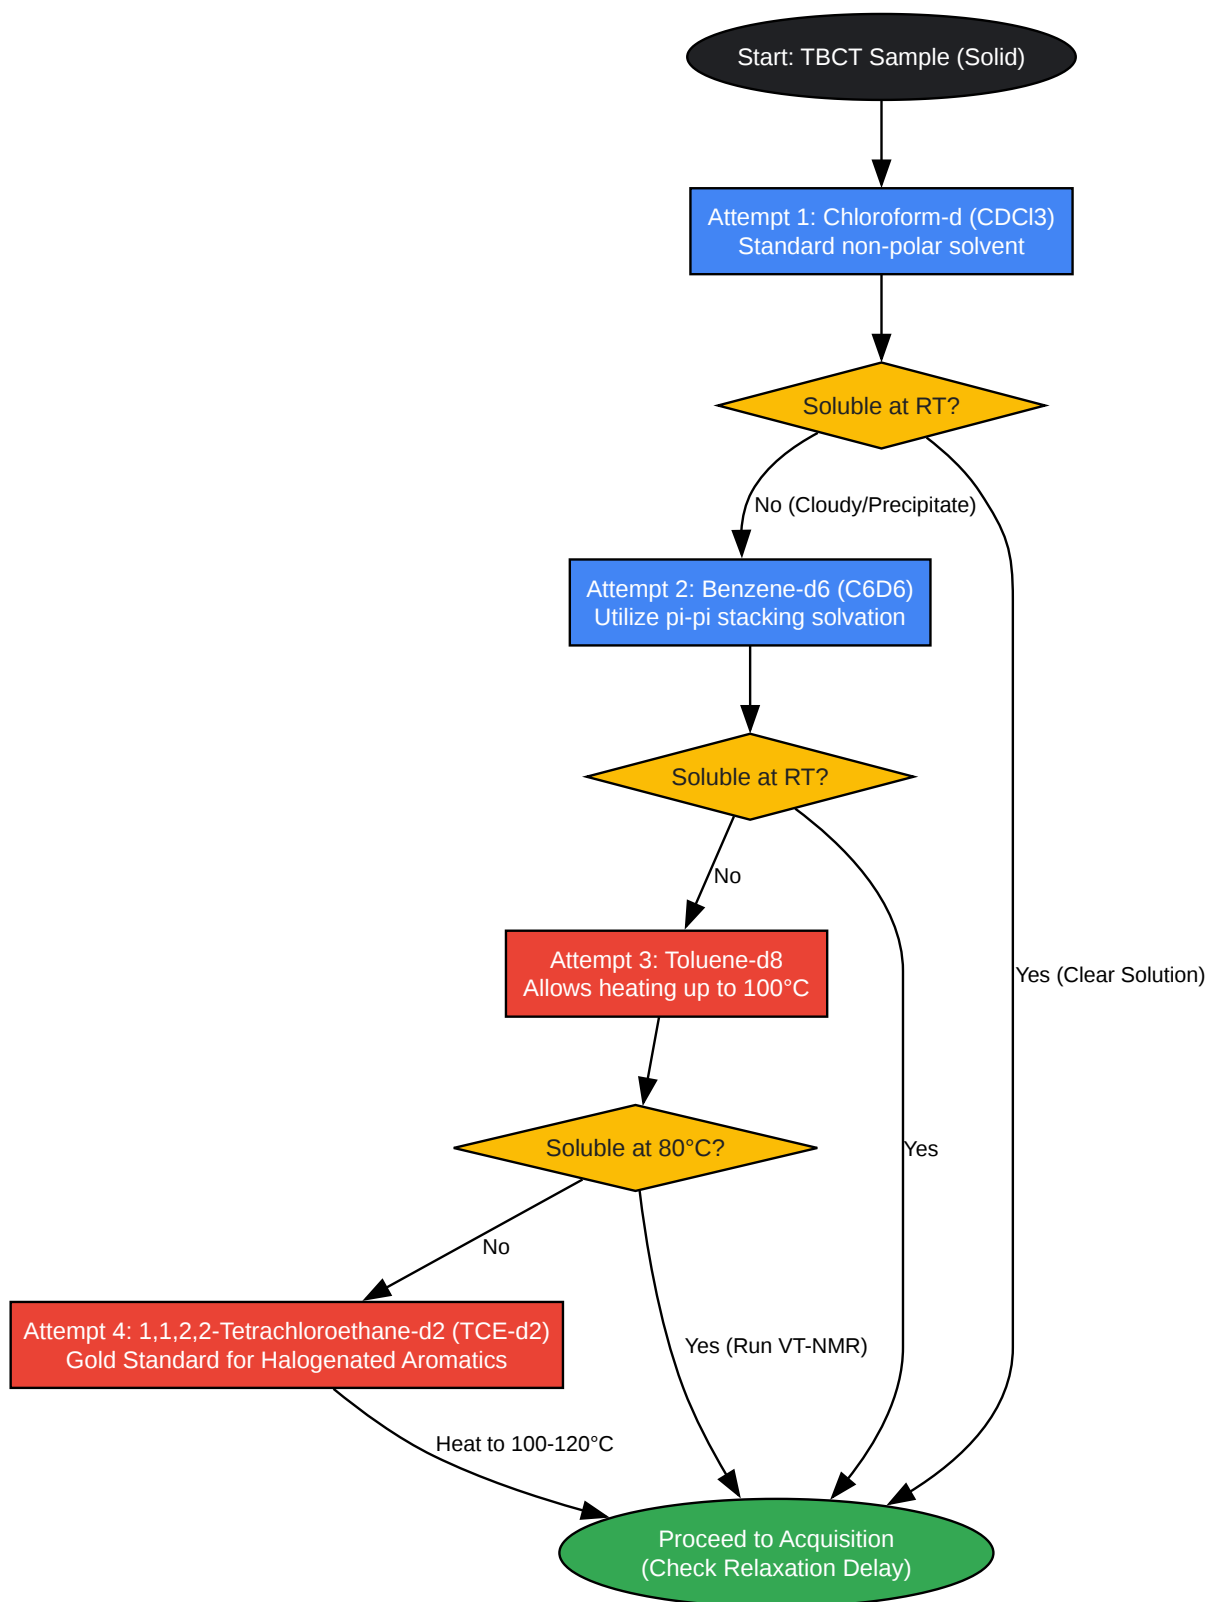 Start: TBCT Sample (Solid)
Attempt 1: Chloroform-d (CDCl3)
Standard non-polar solvent
Soluble at RT?
No (Cloudy/Precipitate)
Attempt 2: Benzene-d6 (C6D6)
Utilize pi-pi stacking solvation
Soluble at RT?
No
Attempt 3: Toluene-d8
Allows heating up to 100°C
Yes (Clear Solution)
Soluble at 80°C?
Yes
No
Attempt 4: 1,1,2,2-Tetrachloroethane-d2 (TCE-d2)
Gold Standard for Halogenated Aromatics
Yes (Run VT-NMR)
Heat to 100-120°C
Proceed to Acquisition
(Check Relaxation Delay)